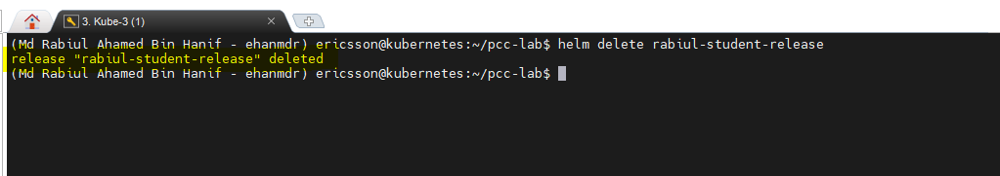 3. Kube-3 (1)
(Md Rabiul Ahamed Bin Hanif - ehanmdr) ericsson@kubernetes:~/pcc-lab$ helm delete rabiul-student-release
release "rabiul-student-release" deleted
(Md Rabiul Ahamed Bin Hanif - ehanmdr) ericsson@kubernetes:~/pcc-lab$